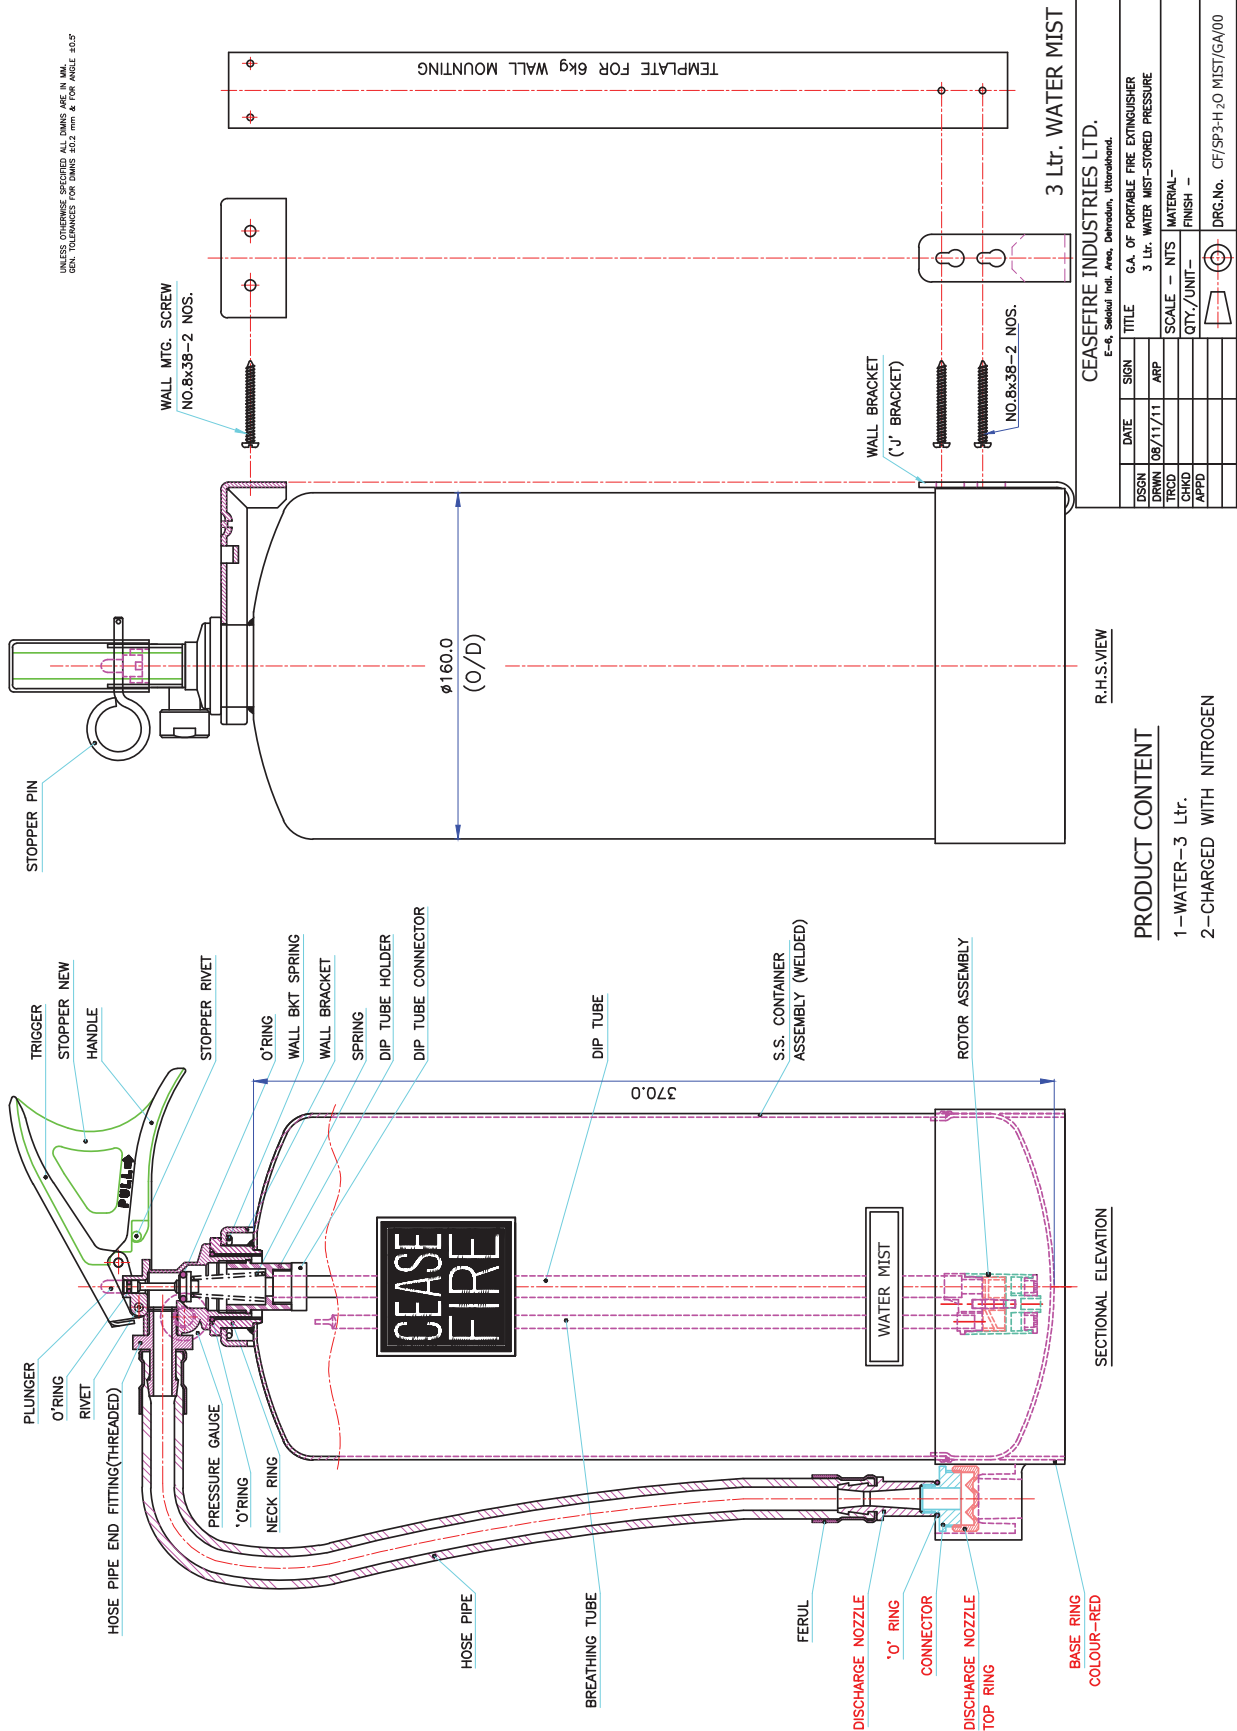 UNLESS OTHERWISE SPECIFIED ALL DIMNS ARE IN MM.
GEN. TOLERANCES FOR DIMNS ±0.2 mm & FOR ANGLE ±0.5°
PLUNGER
O'RING
RIVET
HOSE PIPE END FITTING(THREADED)
PRESSURE GAUGE
'O'RING
NECK RING
HOSE PIPE
BREATHING TUBE
FERUL
DISCHARGE NOZZLE
'O' RING
CONNECTOR
DISCHARGE NOZZLE
TOP RING
BASE RING
COLOUR-RED
TRIGGER
STOPPER NEW
HANDLE
PULL
STOPPER RIVET
O'RING
WALL BKT SPRING
WALL BRACKET
SPRING
DIP TUBE HOLDER
DIP TUBE CONNECTOR
DIP TUBE
370.0
S.S. CONTAINER
ASSEMBLY (WELDED)
ROTOR ASSEMBLY
CEASE
FIRE
WATER MIST
SECTIONAL ELEVATION
STOPPER PIN
ø160.0
(O/D)
R.H.S.VIEW
WALL MTG. SCREW
NO.8x38-2 NOS.
WALL BRACKET
('J' BRACKET)
NO.8x38-2 NOS.
TEMPLATE FOR 6kg WALL MOUNTING
PRODUCT CONTENT
1-WATER-3 Ltr.
2-CHARGED WITH NITROGEN
3 Ltr. WATER MIST
CEASEFIRE INDUSTRIES LTD.
E-6, Selakui Indl. Area, Dehradun, Uttarakhand.
DATE SIGN
DSGN
DRWN 08/11/11 ARP
TRCD
CHKD
APPD
TITLE G.A. OF PORTABLE FIRE EXTINGUISHER
3 Ltr. WATER MIST-STORED PRESSURE
SCALE - NTS MATERIAL-
QTY./UNIT- FINISH -
DRG.No. CF/SP3-H2O MIST/GA/00